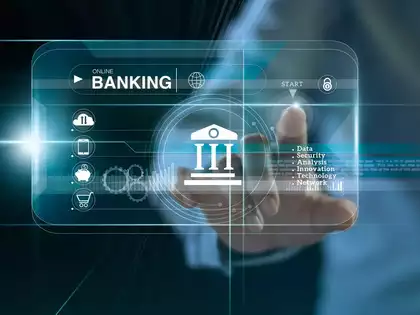 ONLINE
BANKING
START
Data
Security
Analysis
Innovation
Technology
Network